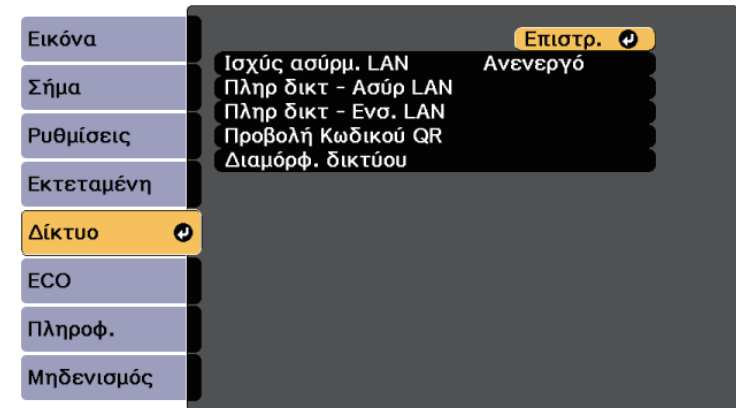 Εικόνα
Σήμα
Ρυθμίσεις
Εκτεταμένη
Δίκτυο
ECO
Πληροφ.
Μηδενισμός
Επιστρ.
Ισχύς ασύρμ. LAN Ανενεργό
Πληρ δικτ - Ασύρ LAN
Πληρ δικτ - Ενσ. LAN
Προβολή Κωδικού QR
Διαμόρφ. δικτύου